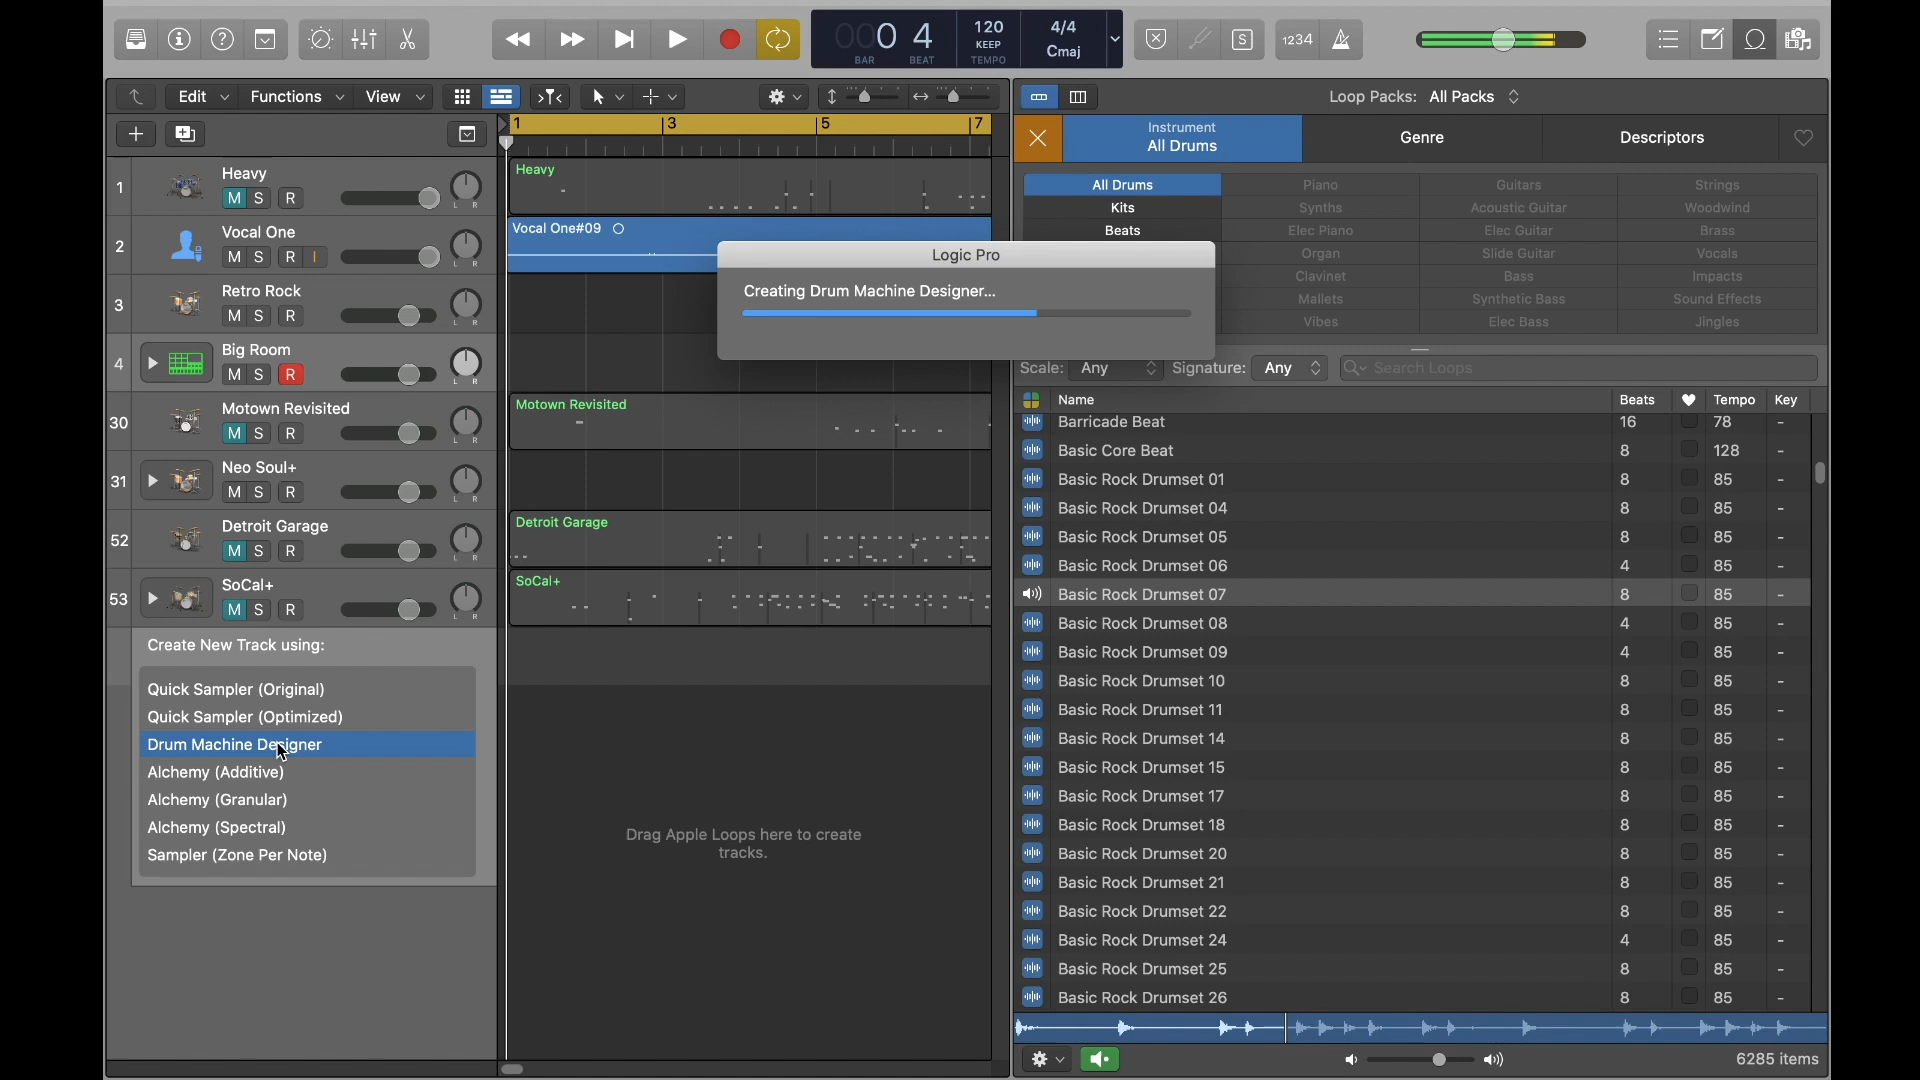 0 4
BAR BEAT
120
KEEP
TEMPO
4/4
Cmaj
S
1234
Edit
Functions
View
Loop Packs: All Packs
Instrument
All Drums
Genre
Descriptors
1 3 5 7
All Drums
Piano
Guitars
Strings
Kits
Synths
Acoustic Guitar
Woodwind
Beats
Elec Piano
Elec Guitar
Brass
Organ
Slide Guitar
Vocals
Clavinet
Bass
Impacts
Mallets
Synthetic Bass
Sound Effects
Vibes
Elec Bass
Jingles
1
Heavy
M S R
L R
Heavy
2
Vocal One
M S R I
L R
Vocal One#09
3
Retro Rock
M S R
L R
4
Big Room
M S R
L R
30
Motown Revisited
M S R
L R
Motown Revisited
31
Neo Soul+
M S R
L R
52
Detroit Garage
M S R
L R
Detroit Garage
53
SoCal+
M S R
L R
SoCal+
Logic Pro
Creating Drum Machine Designer...
Scale: Any
Signature: Any
Search Loops
Create New Track using:
Quick Sampler (Original)
Quick Sampler (Optimized)
Drum Machine Designer
Alchemy (Additive)
Alchemy (Granular)
Alchemy (Spectral)
Sampler (Zone Per Note)
Drag Apple Loops here to create
tracks.
Name Beats Tempo Key
Barricade Beat 16 78 -
Basic Core Beat 8 128 -
Basic Rock Drumset 01 8 85 -
Basic Rock Drumset 04 8 85 -
Basic Rock Drumset 05 8 85 -
Basic Rock Drumset 06 4 85 -
Basic Rock Drumset 07 8 85 -
Basic Rock Drumset 08 4 85 -
Basic Rock Drumset 09 4 85 -
Basic Rock Drumset 10 8 85 -
Basic Rock Drumset 11 8 85 -
Basic Rock Drumset 14 8 85 -
Basic Rock Drumset 15 8 85 -
Basic Rock Drumset 17 8 85 -
Basic Rock Drumset 18 8 85 -
Basic Rock Drumset 20 8 85 -
Basic Rock Drumset 21 8 85 -
Basic Rock Drumset 22 8 85 -
Basic Rock Drumset 24 4 85 -
Basic Rock Drumset 25 8 85 -
Basic Rock Drumset 26 8 85 -
6285 items